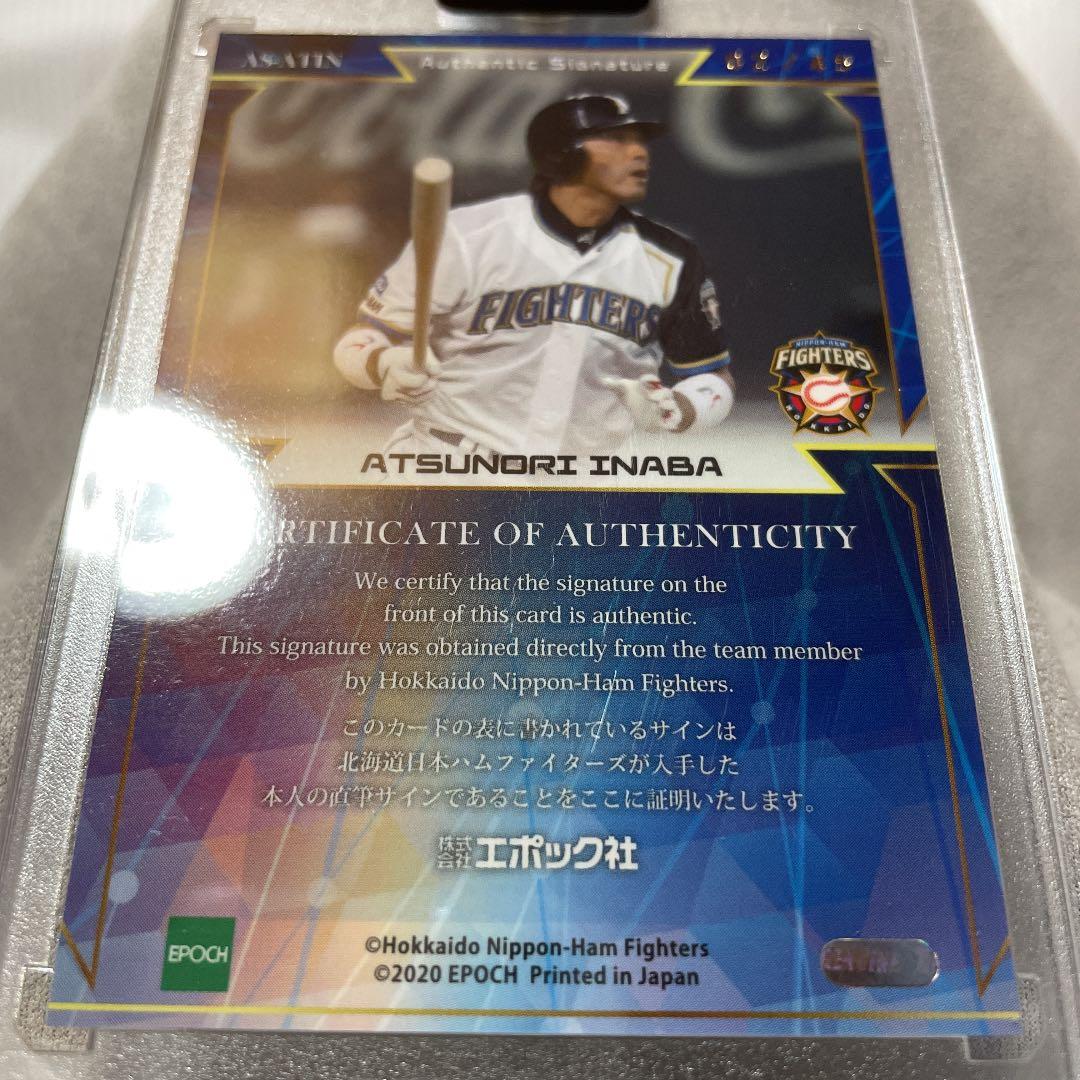 AS-ATIN
Authentic Signature
FIGHTERS
NIPPON-HAM
FIGHTERS
HOKKAIDO
ATSUNORI INABA
CERTIFICATE OF AUTHENTICITY
We certify that the signature on the
front of this card is authentic.
This signature was obtained directly from the team member
by Hokkaido Nippon-Ham Fighters.
このカードの表に書かれているサインは
北海道日本ハムファイターズが入手した
本人の直筆サインであることをここに証明いたします。
株式会社エポック社
EPOCH
©Hokkaido Nippon-Ham Fighters
©2020 EPOCH Printed in Japan